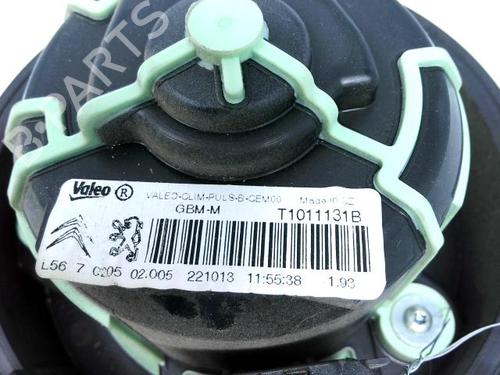 B-PARTS
Valeo ® VALEO-CLIM-PULS-B-CEM00 Made in CZ
GBM-M T1011131B
L56 7 0205 02.005 221013 11:55:38 1.93